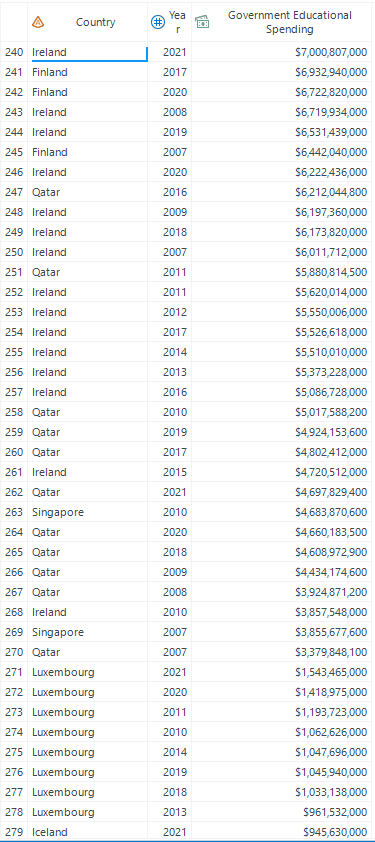 Country Yea r Government Educational Spending
240 Ireland 2021 $7,000,807,000
241 Finland 2017 $6,932,940,000
242 Finland 2020 $6,722,820,000
243 Ireland 2008 $6,719,934,000
244 Ireland 2019 $6,531,439,000
245 Finland 2007 $6,442,040,000
246 Ireland 2020 $6,222,436,000
247 Qatar 2016 $6,212,044,800
248 Ireland 2009 $6,197,360,000
249 Ireland 2018 $6,173,820,000
250 Ireland 2007 $6,011,712,000
251 Qatar 2011 $5,880,814,500
252 Ireland 2011 $5,620,014,000
253 Ireland 2012 $5,550,006,000
254 Ireland 2017 $5,526,618,000
255 Ireland 2014 $5,510,010,000
256 Ireland 2013 $5,373,228,000
257 Ireland 2016 $5,086,728,000
258 Qatar 2010 $5,017,588,200
259 Qatar 2019 $4,924,153,600
260 Qatar 2017 $4,802,412,000
261 Ireland 2015 $4,720,512,000
262 Qatar 2021 $4,697,829,400
263 Singapore 2010 $4,683,870,600
264 Qatar 2020 $4,660,183,500
265 Qatar 2018 $4,608,972,900
266 Qatar 2009 $4,434,174,600
267 Qatar 2008 $3,924,871,200
268 Ireland 2010 $3,857,548,000
269 Singapore 2007 $3,855,677,600
270 Qatar 2007 $3,379,848,100
271 Luxembourg 2021 $1,543,465,000
272 Luxembourg 2020 $1,418,975,000
273 Luxembourg 2011 $1,193,723,000
274 Luxembourg 2010 $1,062,626,000
275 Luxembourg 2014 $1,047,696,000
276 Luxembourg 2019 $1,045,940,000
277 Luxembourg 2018 $1,033,138,000
278 Luxembourg 2013 $961,532,000
279 Iceland 2021 $945,630,000